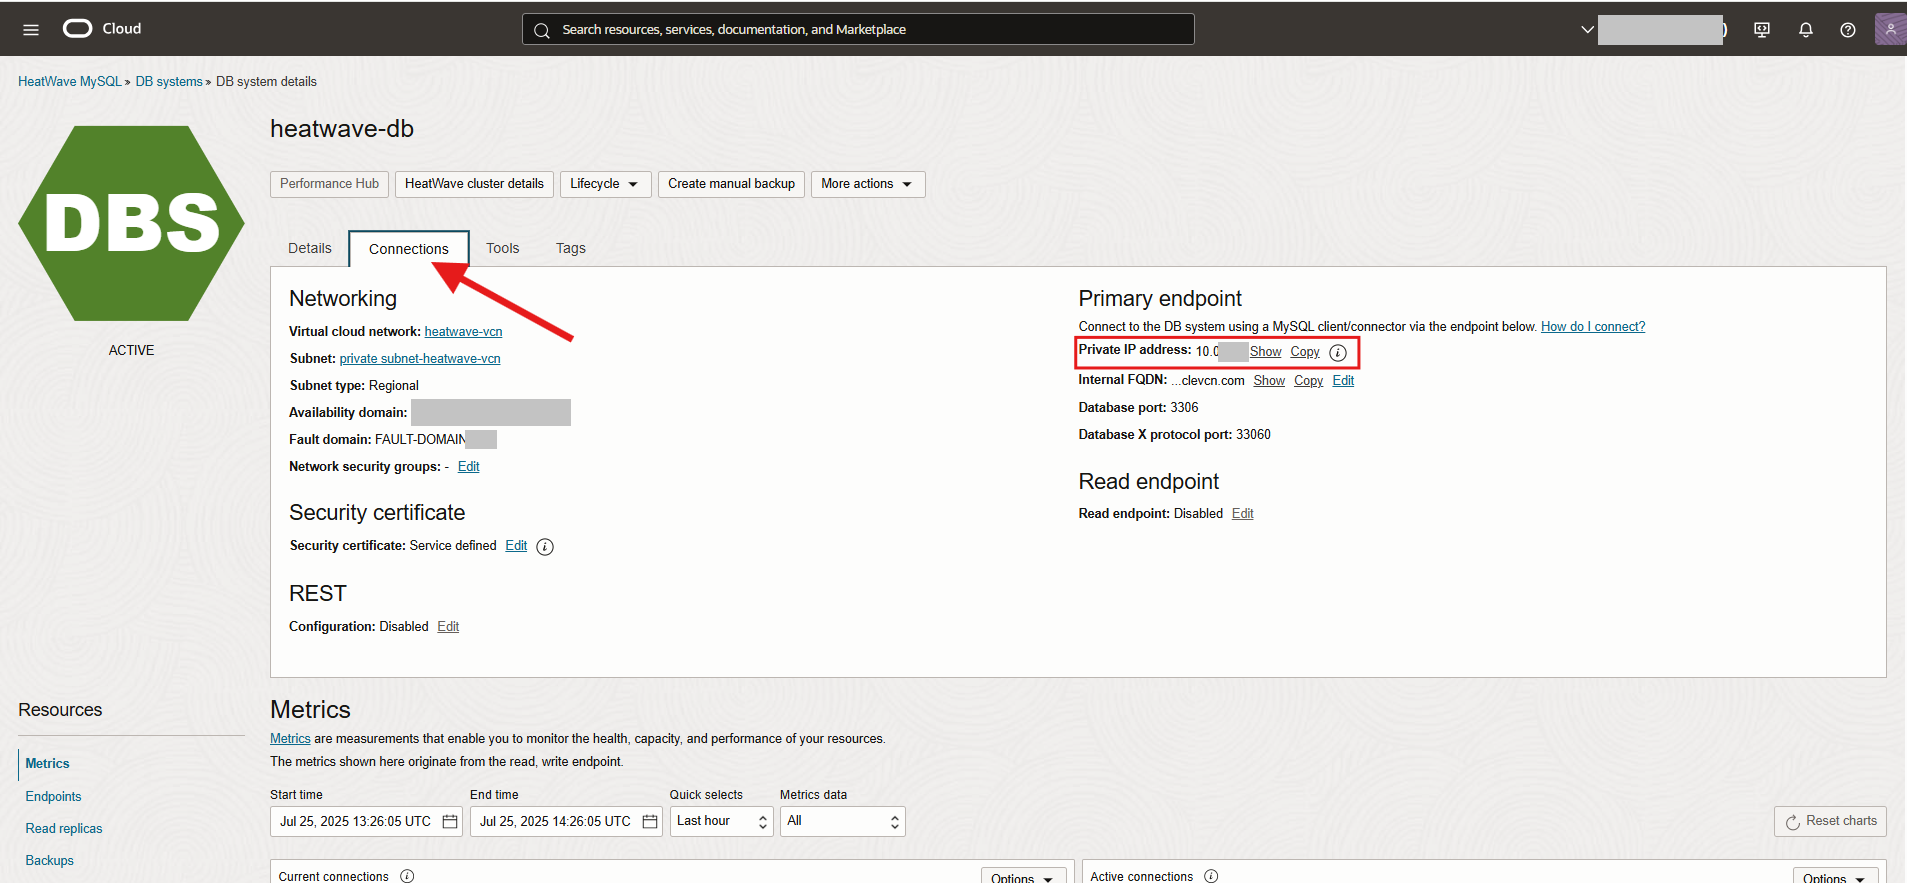 Cloud
Search resources, services, documentation, and Marketplace
HeatWave MySQL » DB systems » DB system details
DBS
ACTIVE
heatwave-db
Performance Hub
HeatWave cluster details
Lifecycle
Create manual backup
More actions
Details
Connections
Tools
Tags
Networking
Virtual cloud network: heatwave-vcn
Subnet: private subnet-heatwave-vcn
Subnet type: Regional
Availability domain:
Fault domain: FAULT-DOMAIN
Network security groups: - Edit
Security certificate
Security certificate: Service defined Edit
REST
Configuration: Disabled Edit
Primary endpoint
Connect to the DB system using a MySQL client/connector via the endpoint below. How do I connect?
Private IP address: 10.0 Show Copy
Internal FQDN: ...clevcn.com Show Copy Edit
Database port: 3306
Database X protocol port: 33060
Read endpoint
Read endpoint: Disabled Edit
Resources
Metrics
Endpoints
Read replicas
Backups
Metrics
Metrics are measurements that enable you to monitor the health, capacity, and performance of your resources.
The metrics shown here originate from the read, write endpoint.
Start time
Jul 25, 2025 13:26:05 UTC
End time
Jul 25, 2025 14:26:05 UTC
Quick selects
Last hour
Metrics data
All
Reset charts
Current connections
Options
Active connections
Options